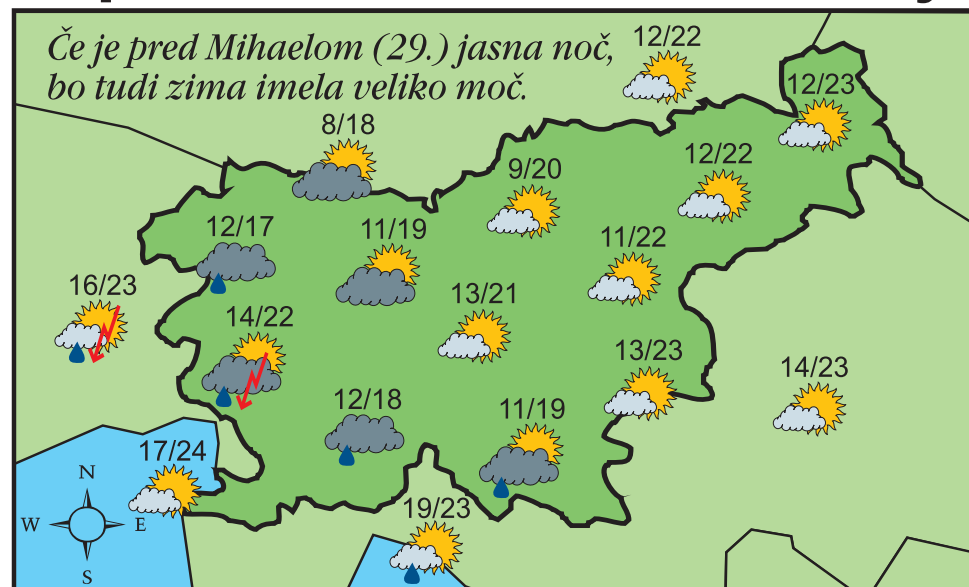 Če je pred Mihaelom (29.) jasna noč,
bo tudi zima imela veliko moč.
12/22
12/23
8/18
9/20
12/22
12/17
11/19
11/22
16/23
13/21
14/22
13/23
14/23
12/18
11/19
17/24
19/23
N
W
E
S